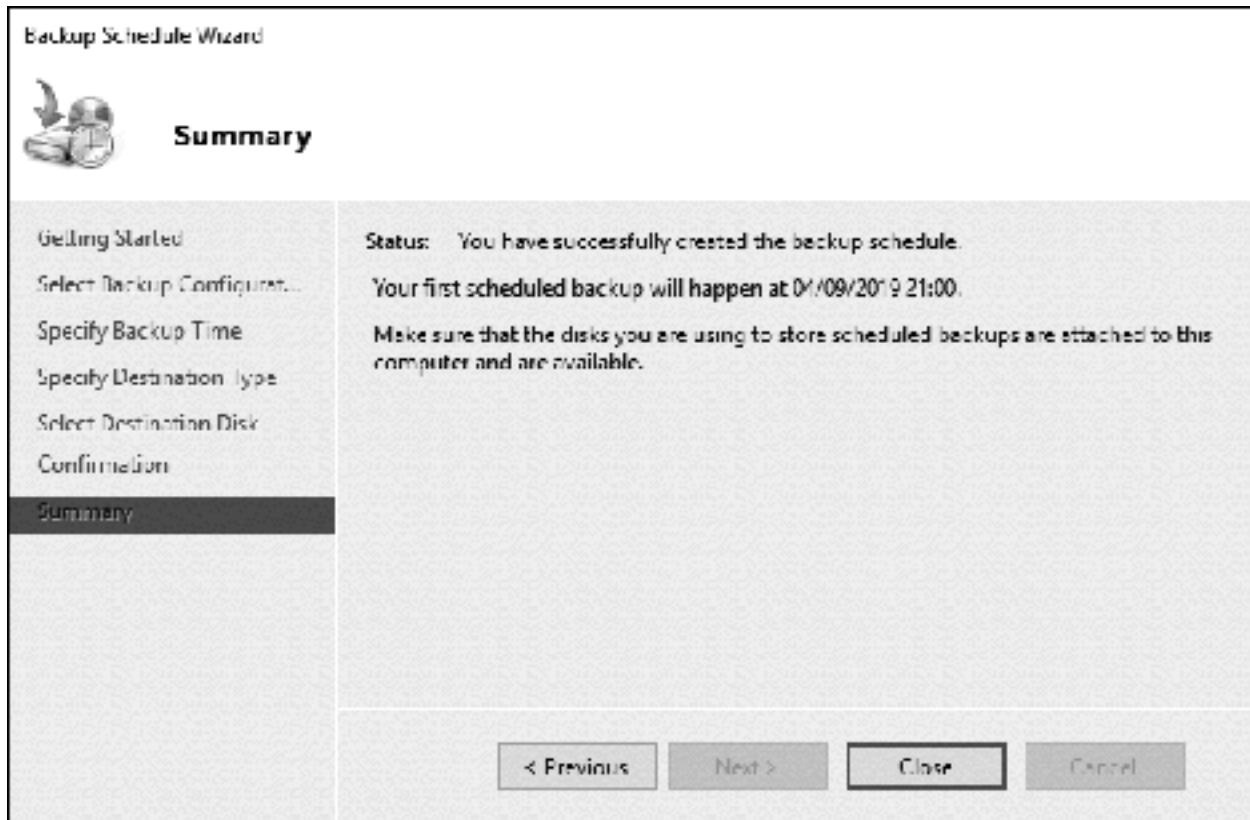 Backup Schedule Wizard
Summary
Getting Started
Select Backup Configurat...
Specify Backup Time
Specify Destination Type
Select Destination Disk
Confirmation
Summary
Status: You have successfully created the backup schedule.
Your first scheduled backup will happen at 04/09/2019 21:00.
Make sure that the disks you are using to store scheduled backups are attached to this
computer and are available.
< Previous
Next >
Close
Cancel